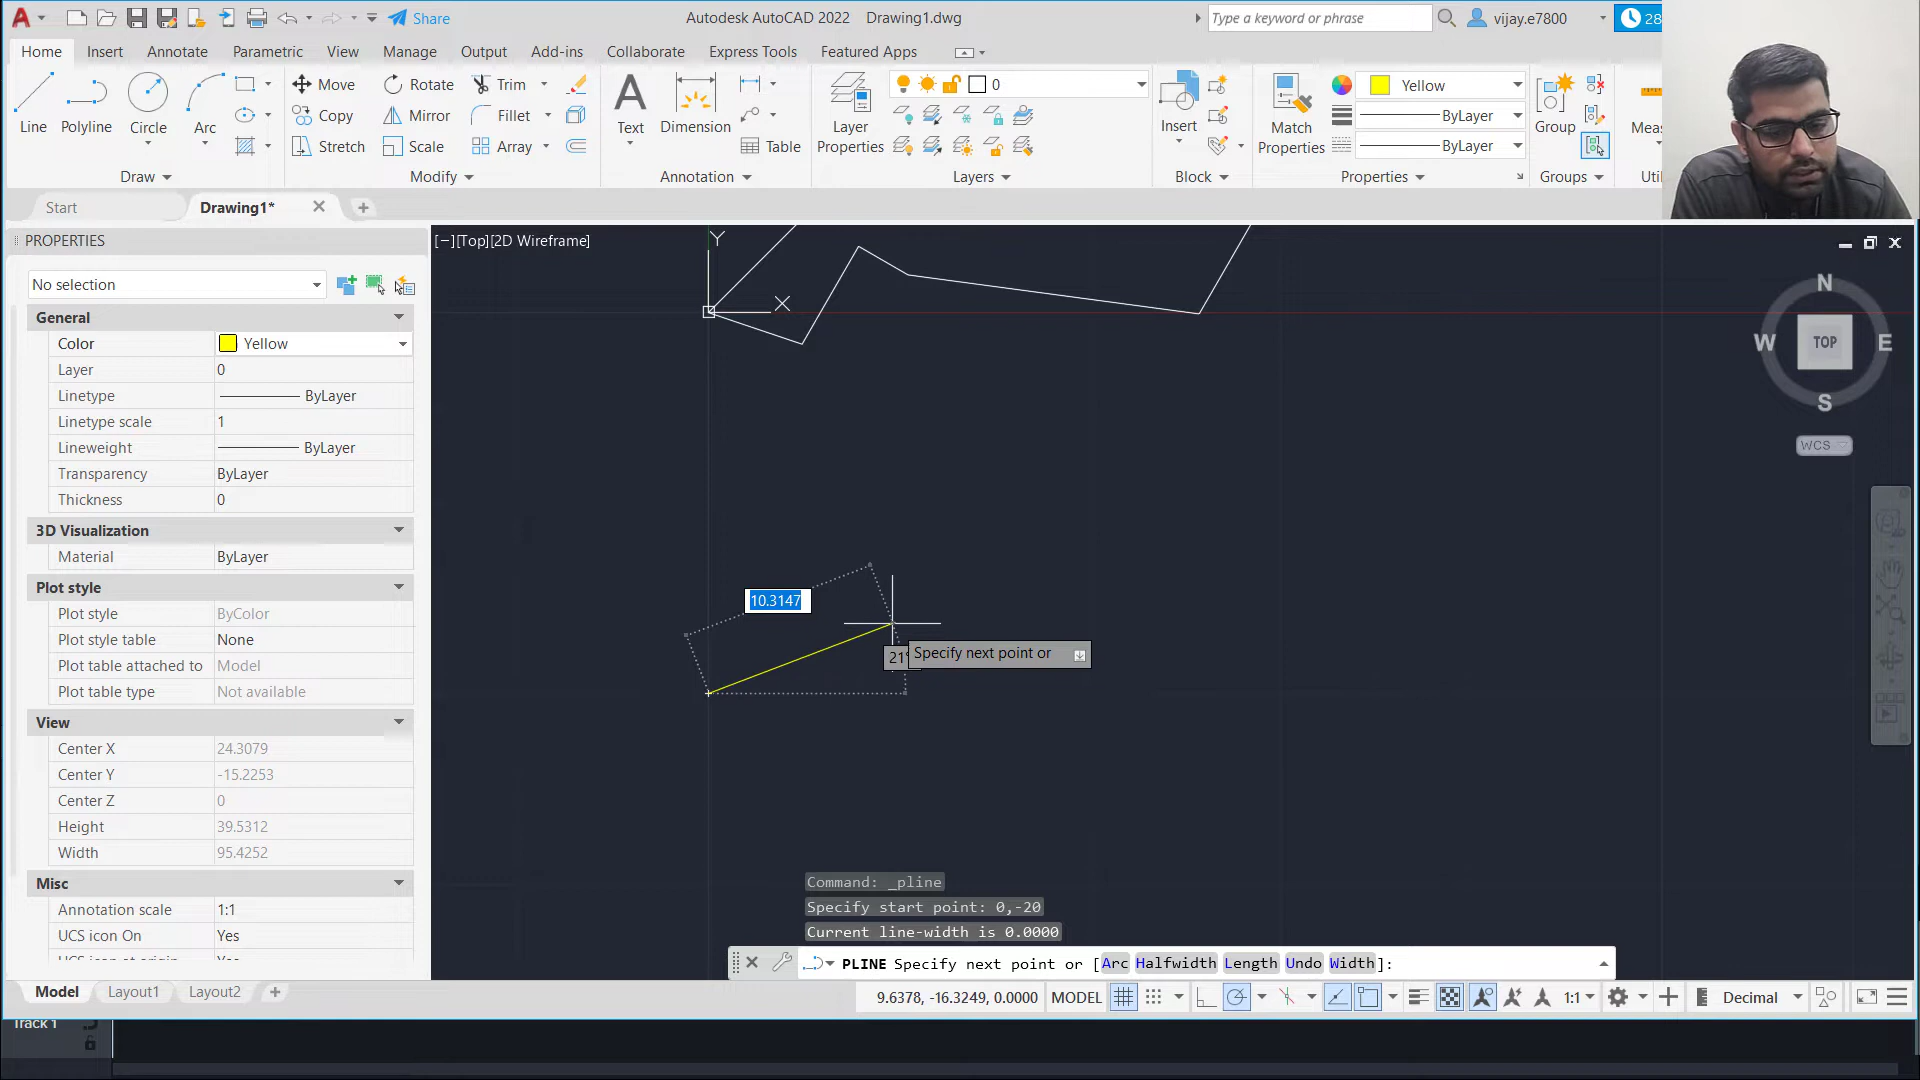 Share
Autodesk AutoCAD 2022 Drawing1.dwg
Type a keyword or phrase
vijay.e7800
28
Home Insert Annotate Parametric View Manage Output Add-ins Collaborate Express Tools Featured Apps
Line Polyline Circle Arc
Move Rotate Trim
Copy Mirror Fillet
Stretch Scale Array
Text Dimension Table
Layer Properties
0
Insert
Match Properties
Yellow
ByLayer
ByLayer
Group
Draw Modify Annotation Layers Block Properties Groups
Start Drawing1*
PROPERTIES
No selection
General
Color Yellow
Layer 0
Linetype ByLayer
Linetype scale 1
Lineweight ByLayer
Transparency ByLayer
Thickness 0
3D Visualization
Material ByLayer
Plot style
Plot style ByColor
Plot style table None
Plot table attached to Model
Plot table type Not available
View
Center X 24.3079
Center Y -15.2253
Center Z 0
Height 39.5312
Width 95.4252
Misc
Annotation scale 1:1
UCS icon On Yes
[−][Top][2D Wireframe]
Y
X
N
W TOP E
S
WCS
10.3147
21°
Specify next point or
Command: _pline
Specify start point: 0,-20
Current line-width is 0.0000
PLINE Specify next point or [Arc Halfwidth Length Undo Width]:
Model Layout1 Layout2
9.6378, -16.3249, 0.0000 MODEL
1:1
Decimal
Track 1